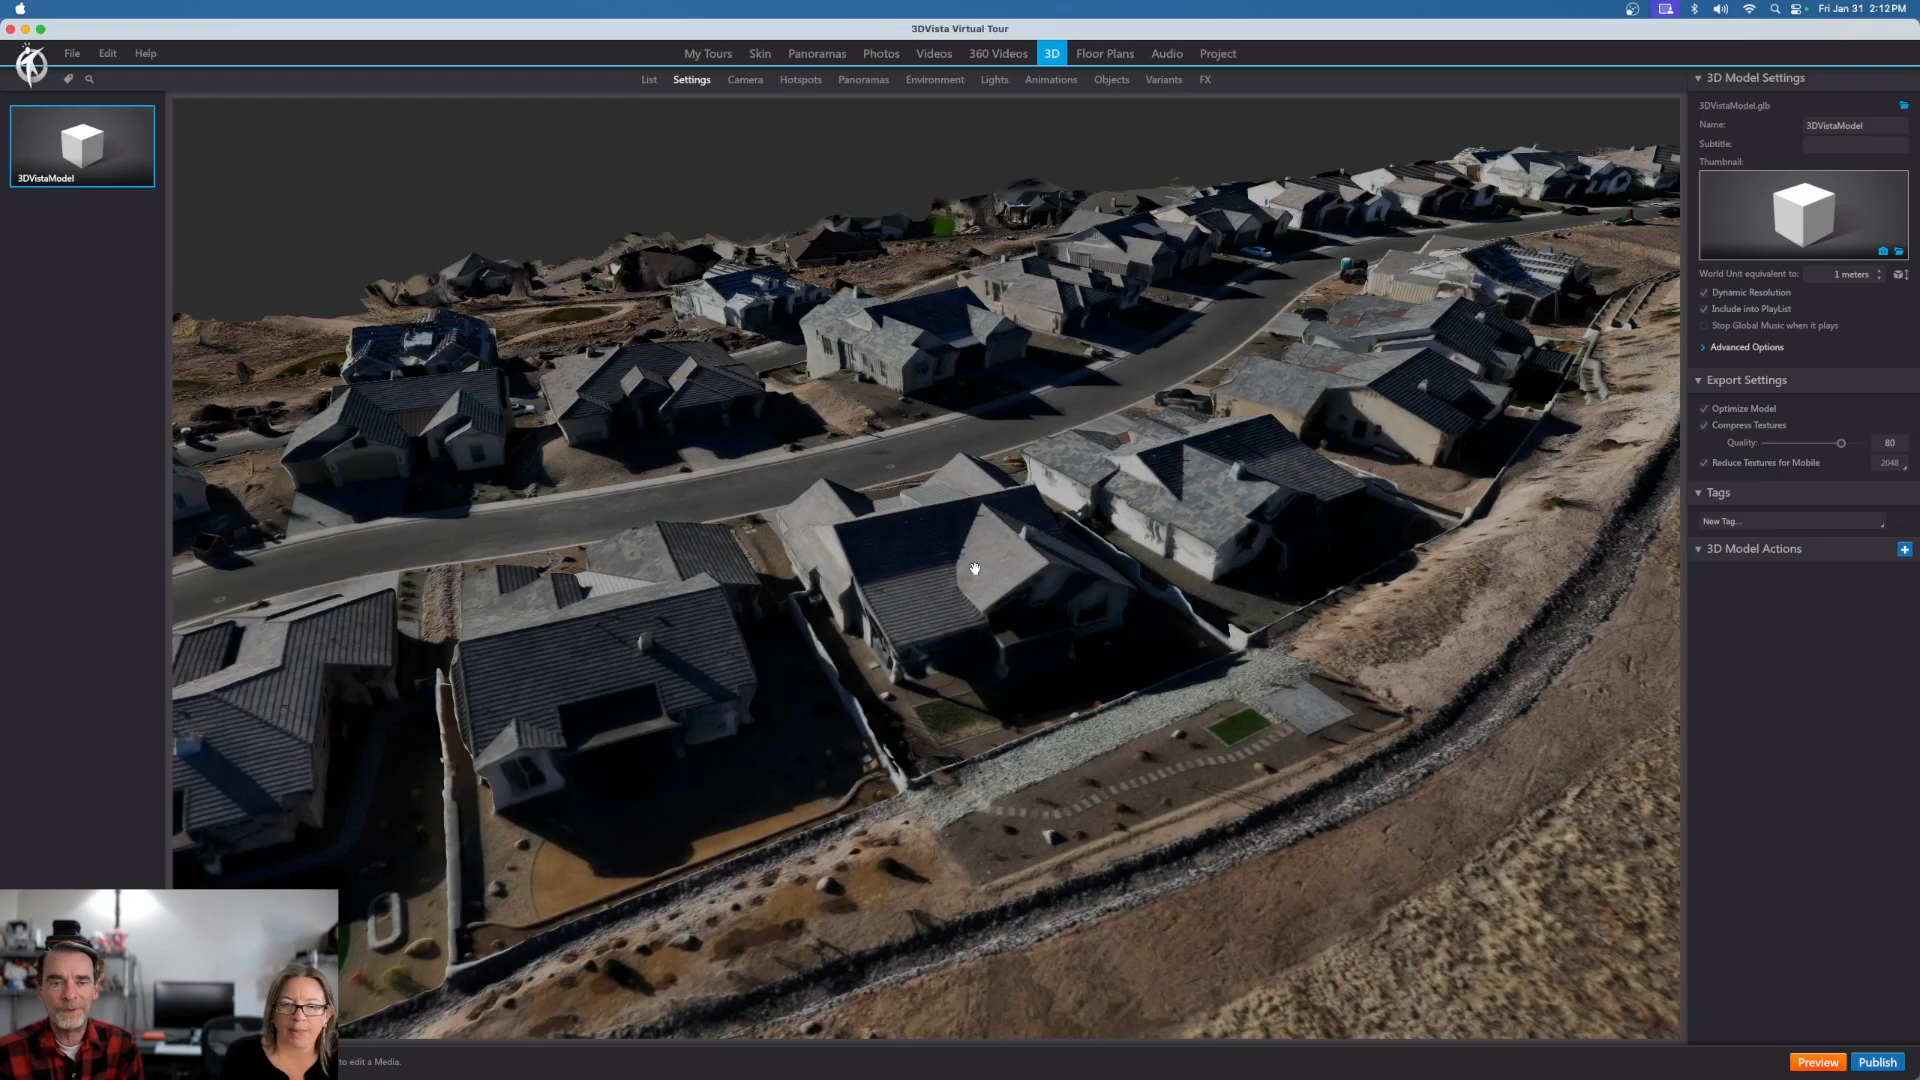 Fri Jan 31 2:12PM
3DVista Virtual Tour
File Edit Help
My Tours Skin Panoramas Photos Videos 360 Videos 3D Floor Plans Audio Project
List Settings Camera Hotspots Panoramas Environment Lights Animations Objects Variants FX
3DVistaModel
3D Model Settings
3DVistaModel.glb
Name: 3DVistaModel
Subtitle:
Thumbnail:
World Unit equivalent to: 1 meters
Dynamic Resolution
Include into PlayList
Stop Global Music when it plays
Advanced Options
Export Settings
Optimize Model
Compress Textures
Quality: 80
Reduce Textures for Mobile 2048
Tags
New Tag...
3D Model Actions
to edit a Media.
Preview Publish